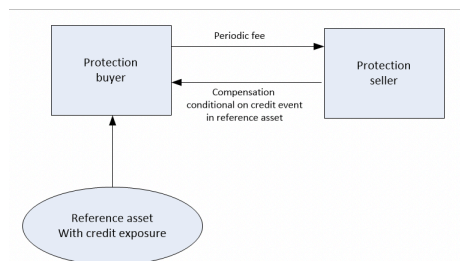 Periodic fee
Protection
buyer
Protection
seller
Compensation
conditional on credit event
in reference asset
Reference asset
With credit exposure